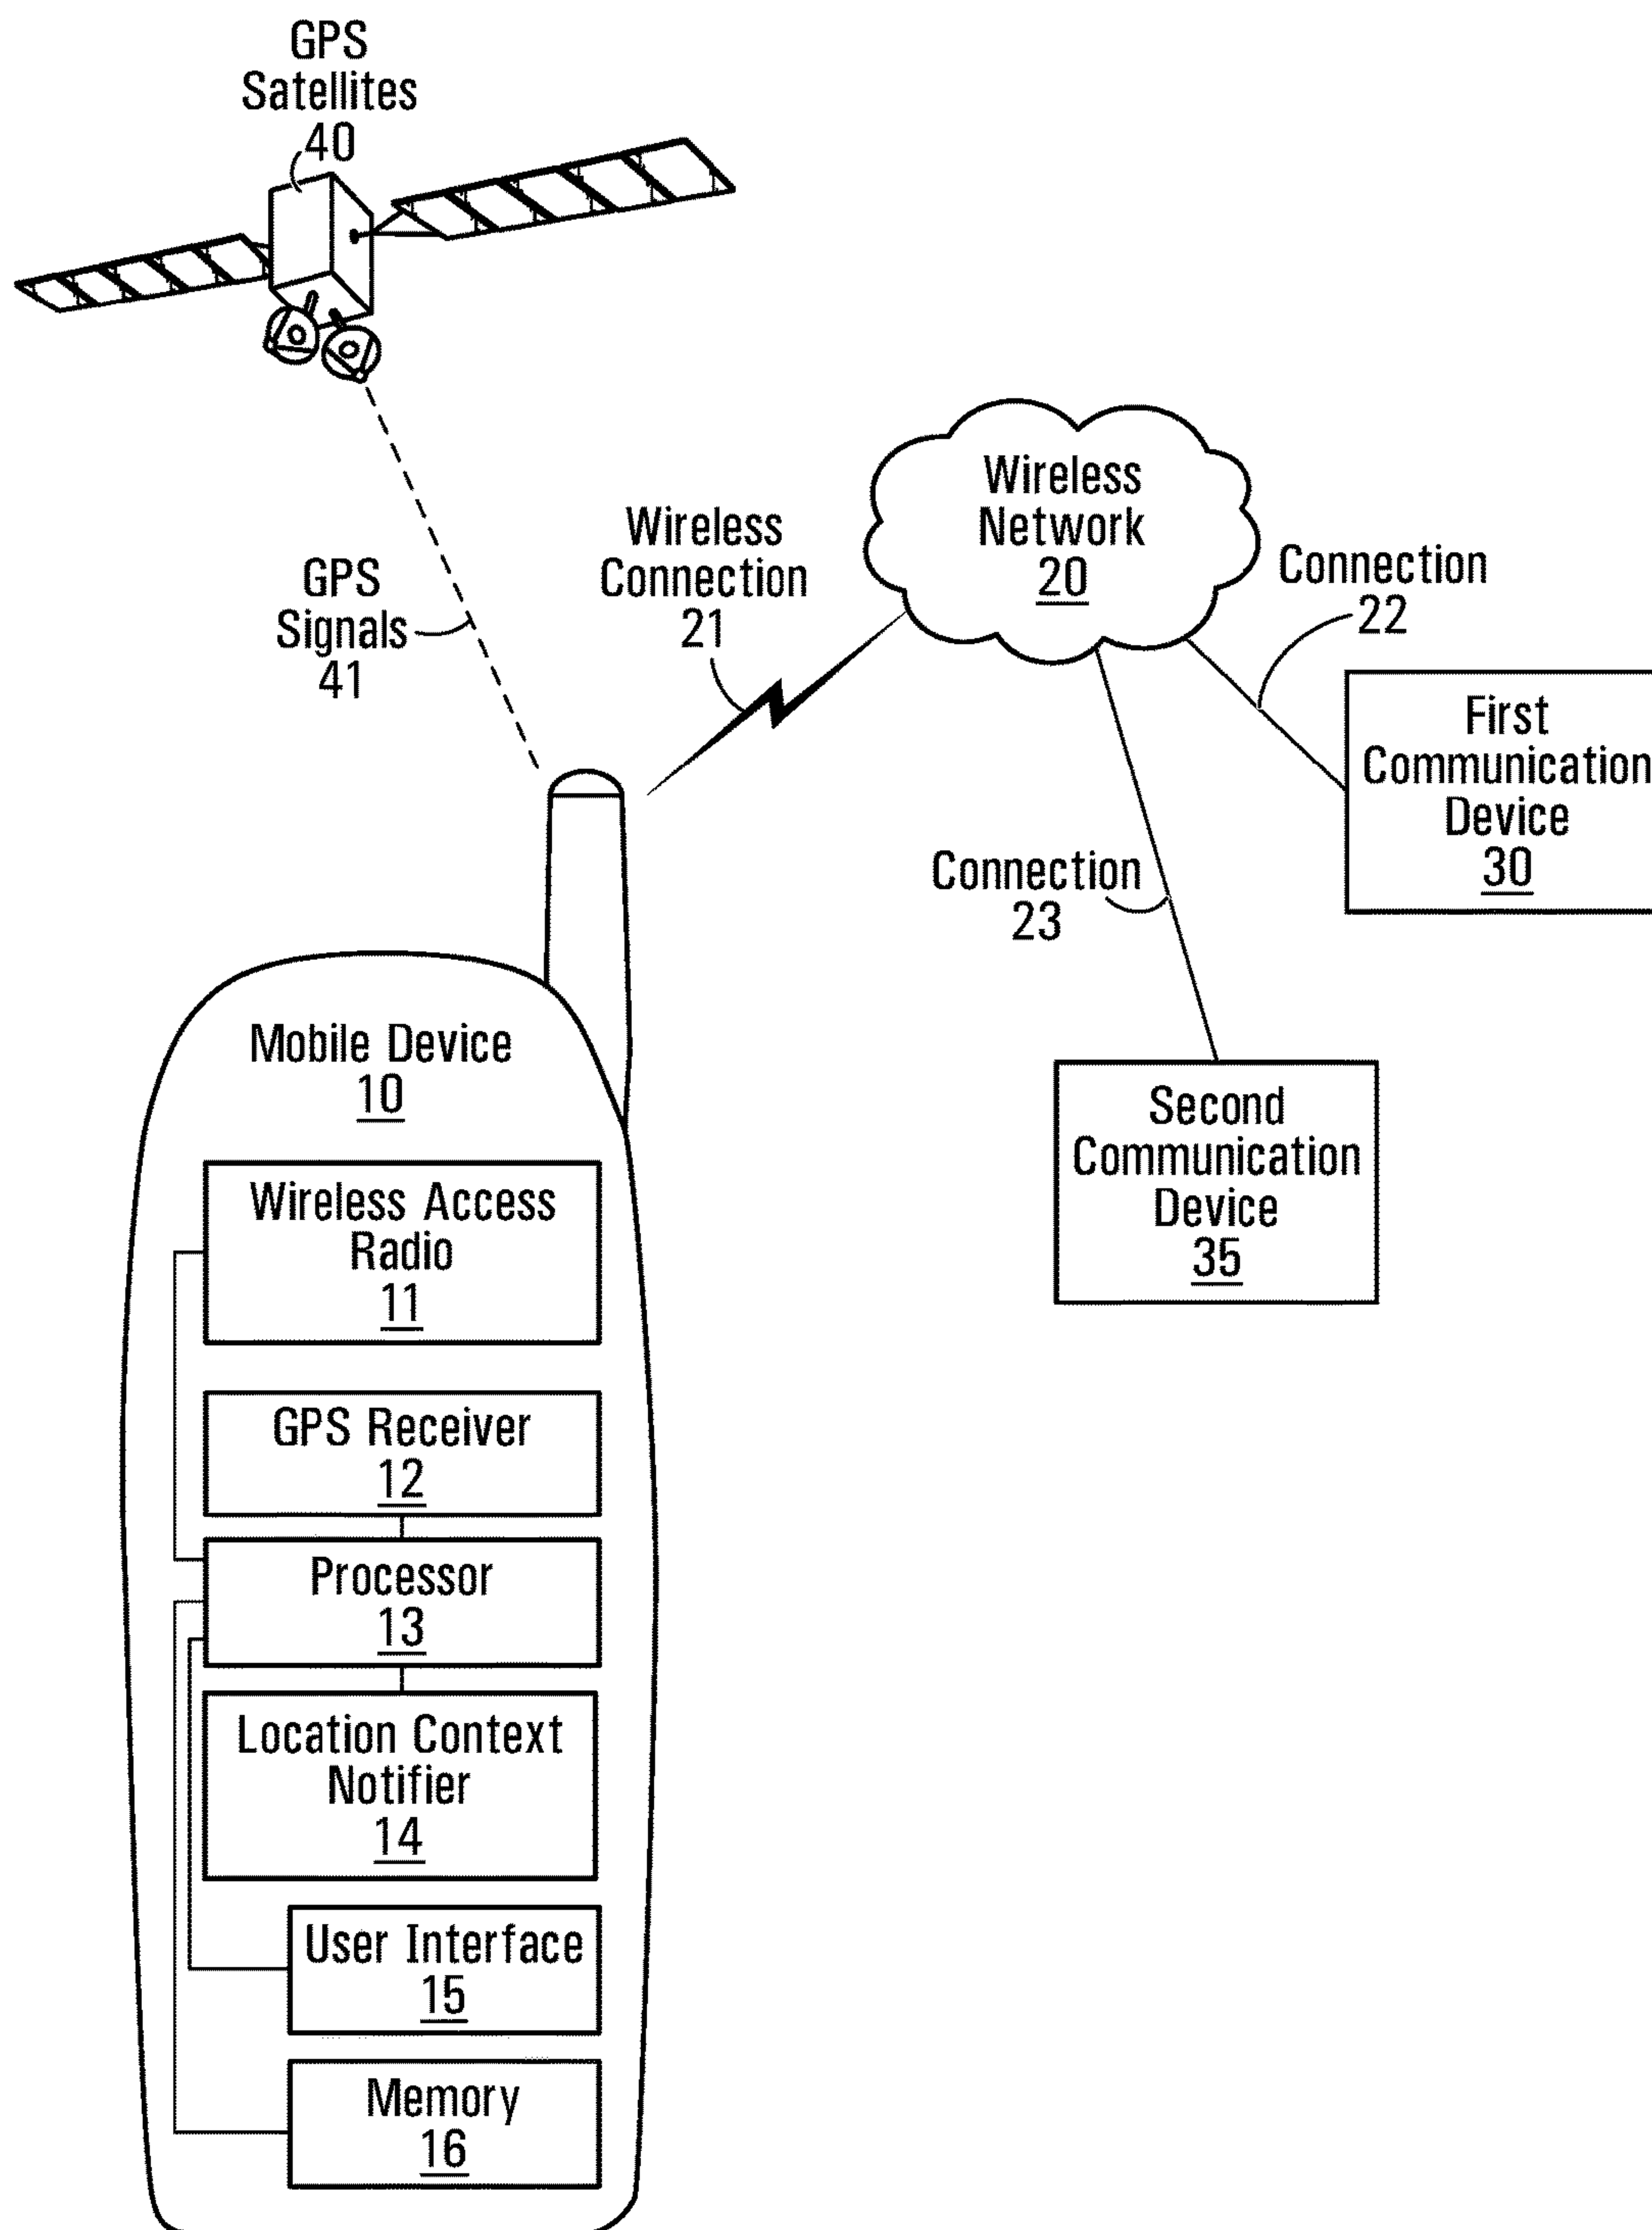 GPS
Satellites
40
GPS
Signals
41
Wireless
Connection
21
Wireless
Network
20
Connection
22
First
Communication
Device
30
Connection
23
Second
Communication
Device
35
Mobile Device
10
Wireless Access
Radio
11
GPS Receiver
12
Processor
13
Location Context
Notifier
14
User Interface
15
Memory
16